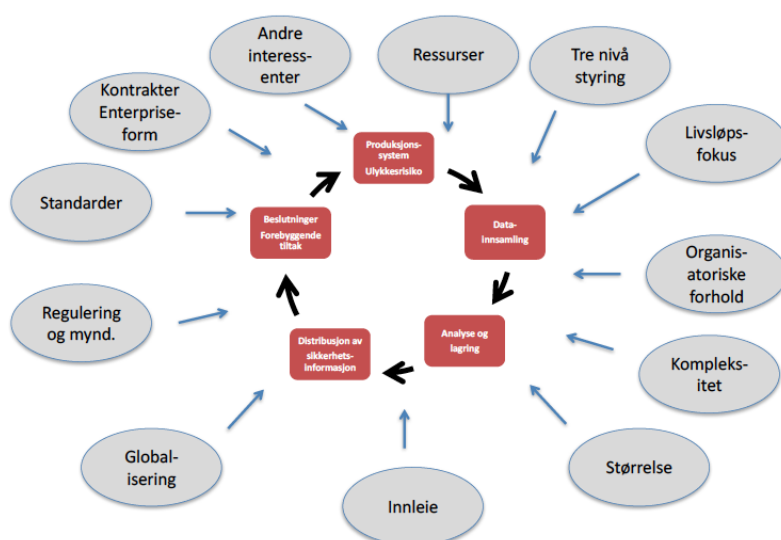 Andre
interess-
enter
Ressurser
Tre nivå
styring
Kontrakter
Enterprise-
form
Livsløps-
fokus
Standarder
Organis-
atoriske
forhold
Regulering
og mynd.
Kompleks-
itet
Global-
isering
Størrelse
Innleie
Produksjons-
system
Ulykkesrisiko
Data-
innsamling
Analyse og
lagring
Distribusjon av
sikkerhets-
informasjon
Beslutninger
Forebyggende
tiltak